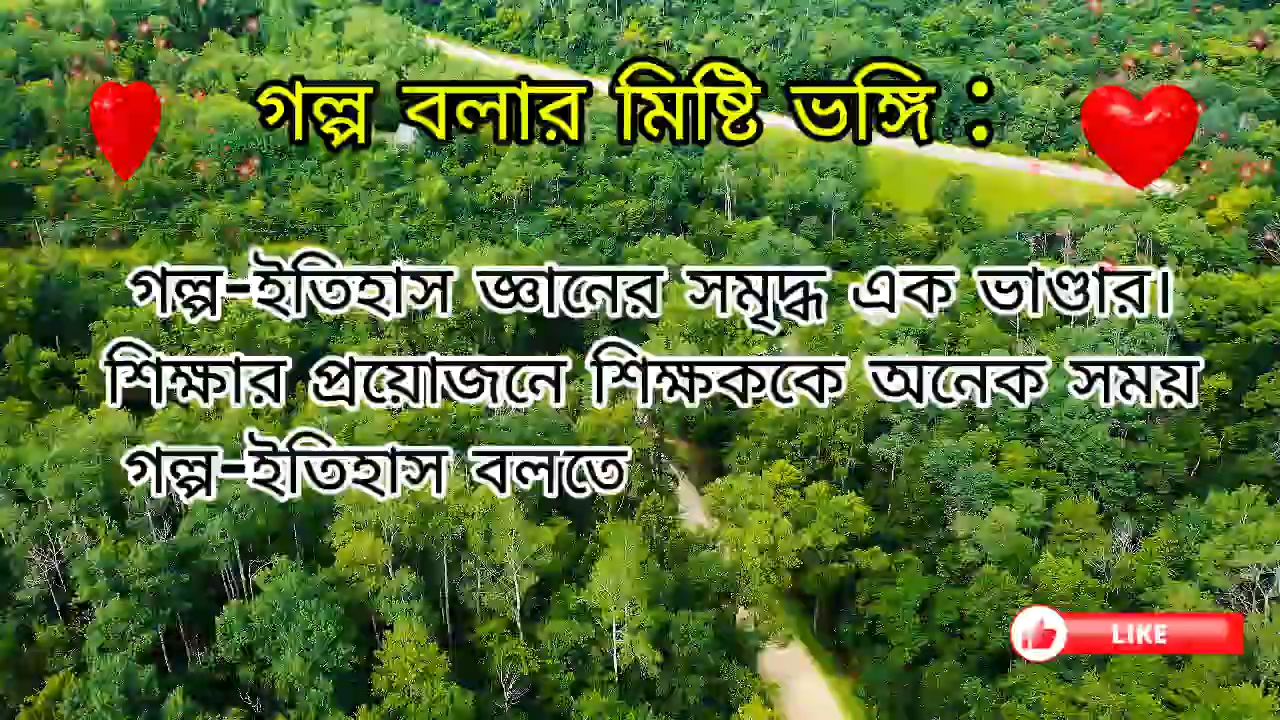 গল্প বলার মিষ্টি ভঙ্গি :
গল্প-ইতিহাস জ্ঞানের সমৃদ্ধ এক ভাণ্ডার।
শিক্ষার প্রয়োজনে শিক্ষককে অনেক সময়
গল্প-ইতিহাস বলতে
LIKE